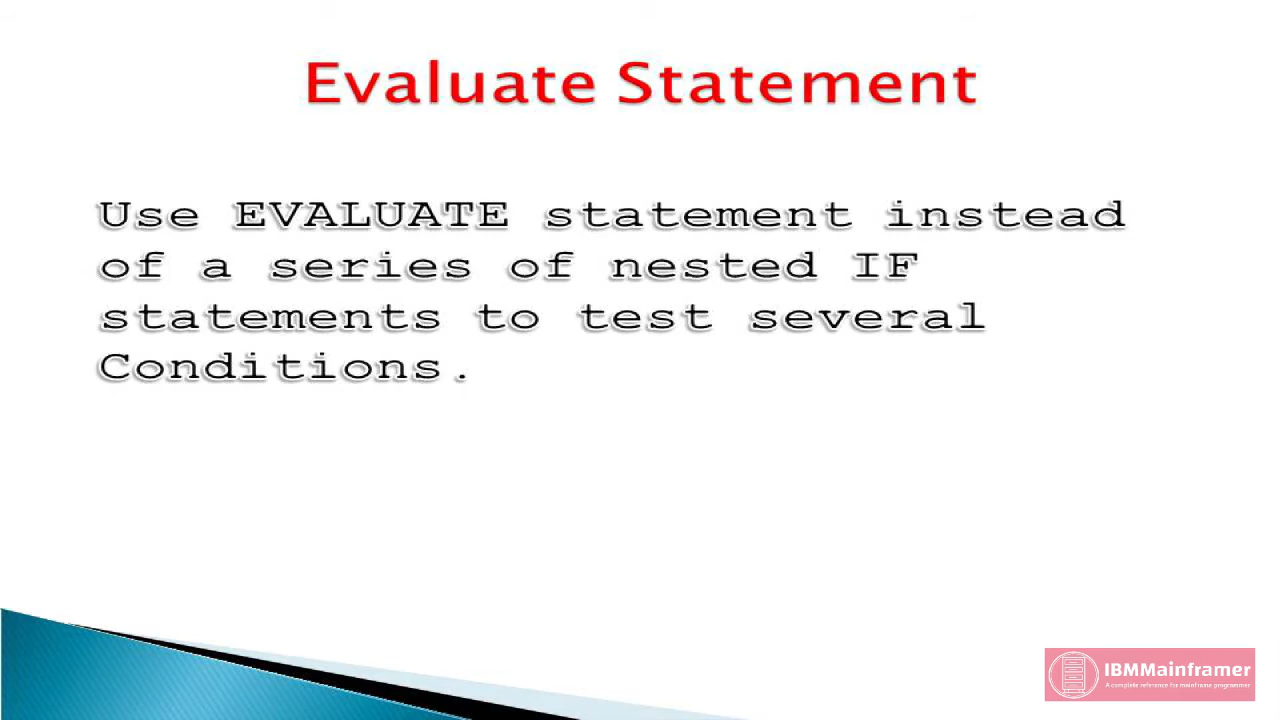 Evaluate Statement
Use EVALUATE statement instead
of a series of nested IF
statements to test several
Conditions.
IBMMainframer
A complete reference for mainframe programmer